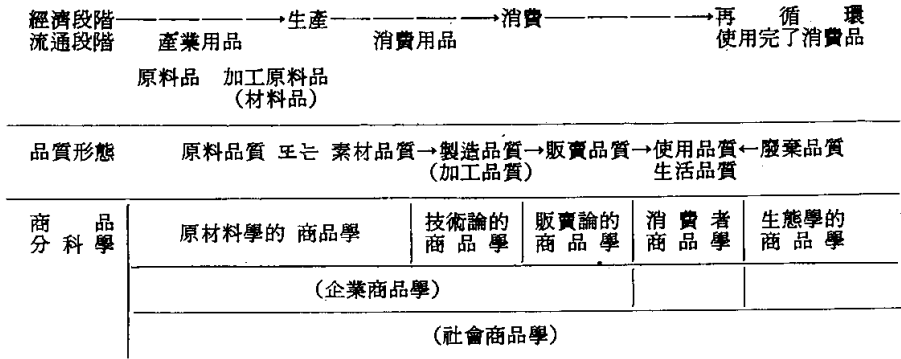 經濟段階————→生產————→消費————→再 循 環
流通段階 產業用品 消費用品 使用完了消費品
原料品 加工原料品
(材料品)
品質形態 原料品質 또는 素材品質→製造品質→販賣品質→使用品質←廢棄品質
(加工品質) 生活品質
商 品 原材料學的 商品學 技術論的 販賣論的 消 費 者 生態學的
分 科 學 商 品 學 商 品 學 商 品 學 商 品 學
(企業商品學)
(社會商品學)